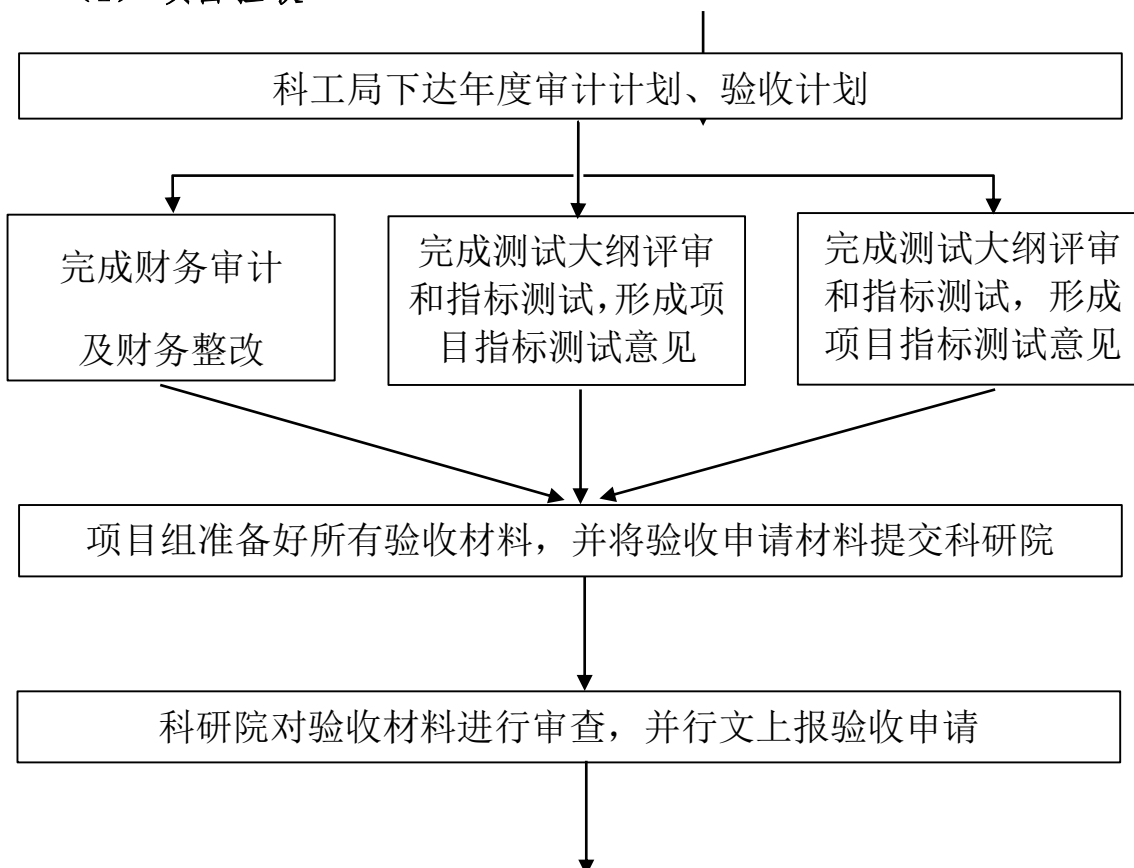 科工局下达年度审计计划、验收计划
完成财务审计
及财务整改
完成测试大纲评审
和指标测试,形成项
目指标测试意见
完成测试大纲评审
和指标测试，形成
项目指标测试意见
项目组准备好所有验收材料，并将验收申请材料提交科研院
科研院对验收材料进行审查，并行文上报验收申请